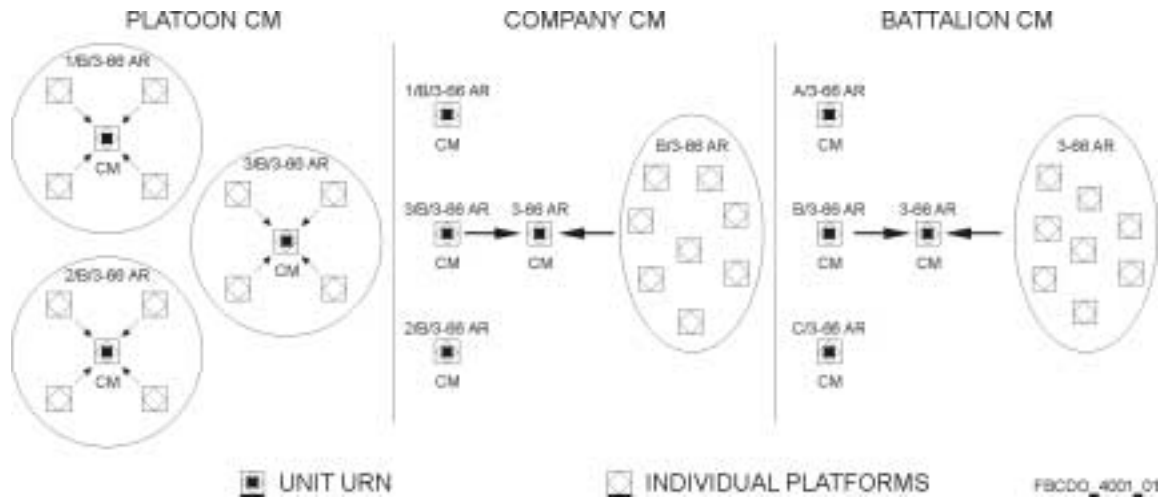 PLATOON CM
COMPANY CM
BATTALION CM
1/B/3-66 AR
CM
3/B/3-66 AR
CM
2/B/3-66 AR
CM
1/B/3-66 AR
CM
3/B/3-66 AR
CM
3-66 AR
CM
2/B/3-66 AR
CM
B/3-66 AR
A/3-66 AR
CM
B/3-66 AR
CM
3-66 AR
CM
C/3-66 AR
CM
3-66 AR
UNIT URN
INDIVIDUAL PLATFORMS
FBCDO_4001_01